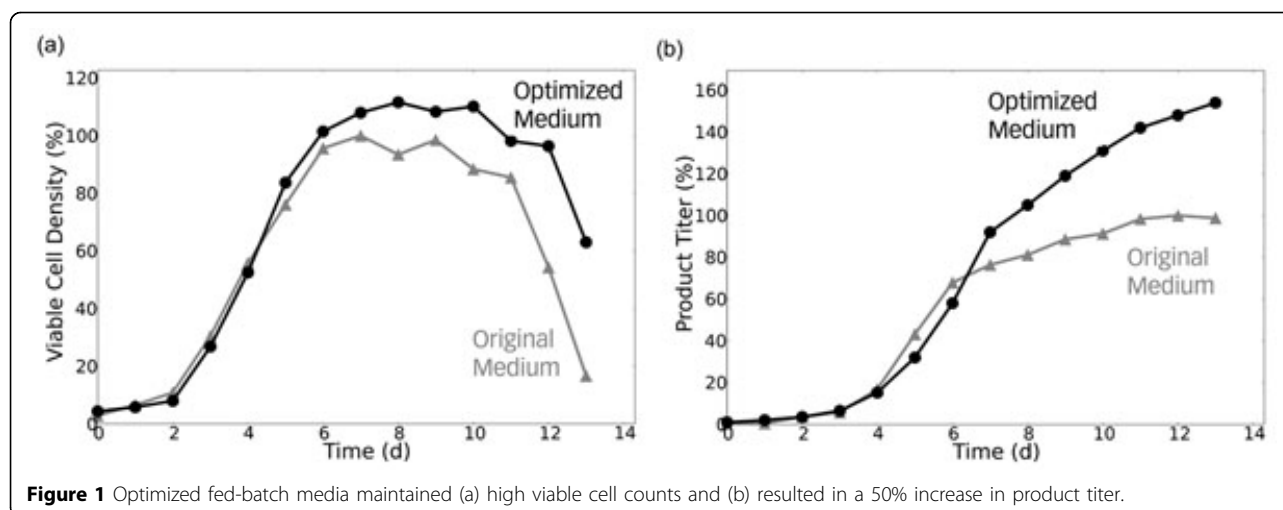 (a)
120
100
80
60
40
20
0
Viable Cell Density (%)
Optimized
Medium
Original
Medium
0 2 4 6 8 10 12 14
Time (d)
(b)
160
140
120
100
80
60
40
20
0
Product Titer (%)
Optimized
Medium
Original
Medium
0 2 4 6 8 10 12 14
Time (d)
Figure 1 Optimized fed-batch media maintained (a) high viable cell counts and (b) resulted in a 50% increase in product titer.